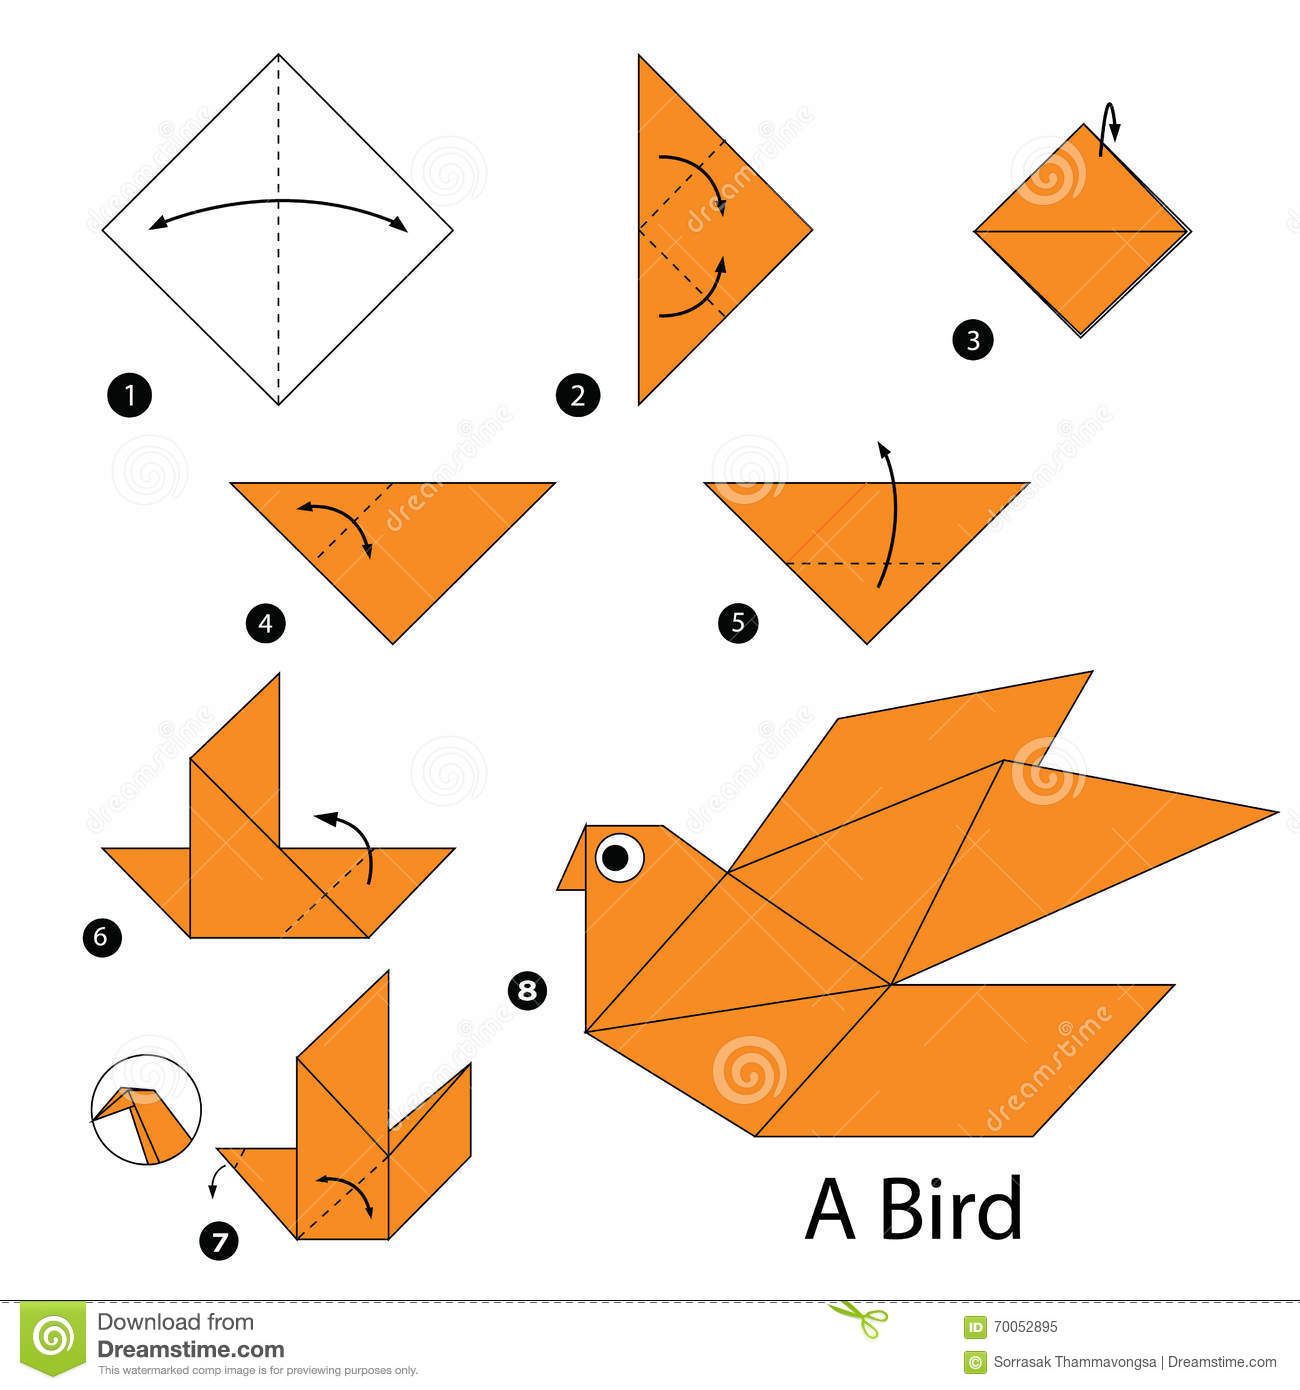 1
2
3
4
5
6
7
8
A Bird
dreamstime
Download from
Dreamstime.com
This watermarked comp image is for previewing purposes only.
ID 70052895
© Sorrasak Thammavongsa | Dreamstime.com